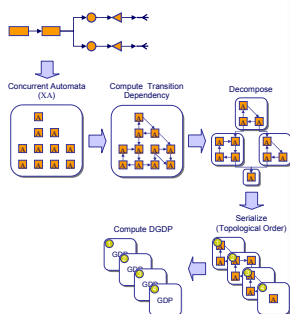 Concurrent Automata
(XA)
Compute Transition
Dependency
Decompose
A
A A
A A A
A A A A
A
A A
A A A
A A A A
A
A A
A A
A A
A
A A
A
Serialize
(Topological Order)
Compute DGDP
GDP
GDP
GDP
GDP
A
A